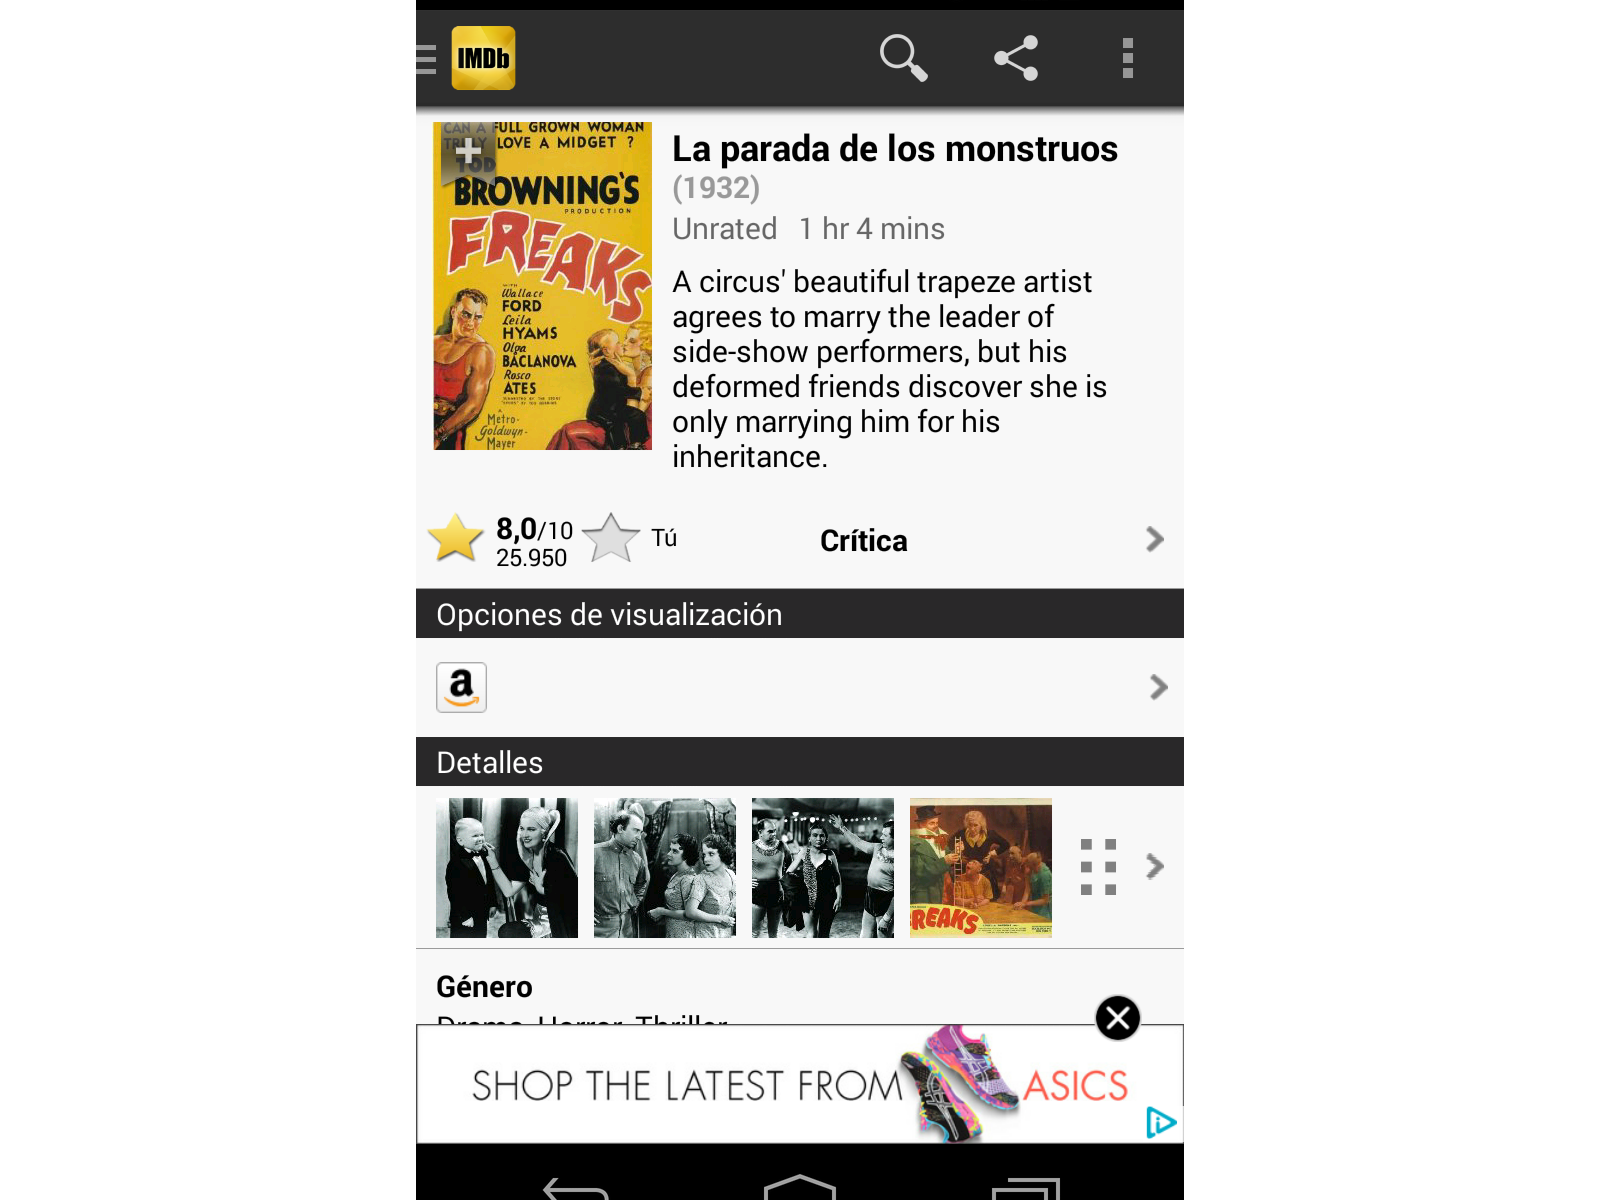 IMDb
CAN A FULL GROWN WOMAN
TRULY LOVE A MIDGET ?
TOD
BROWNING'S
PRODUCTION
FREAKS
WITH
Wallace
FORD
Leila
HYAMS
Olga
BACLANOVA
Rosco
ATES
A
Metro-
Goldwyn-
Mayer
La parada de los monstruos
(1932)
Unrated 1 hr 4 mins
A circus' beautiful trapeze artist
agrees to marry the leader of
side-show performers, but his
deformed friends discover she is
only marrying him for his
inheritance.
8,0/10
25.950
Tú
Crítica
Opciones de visualización
a
Detalles
REAKS
Género
Drama, Horror, Thriller
SHOP THE LATEST FROM ASICS